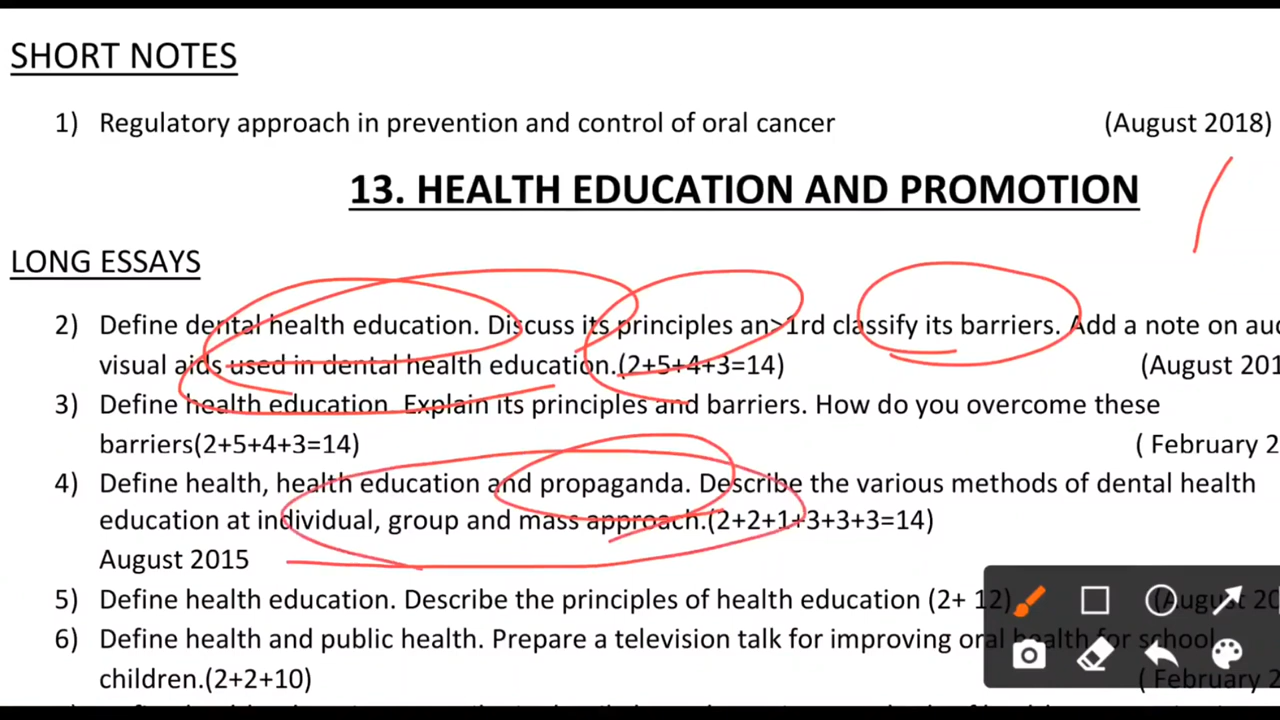 SHORT NOTES
1) Regulatory approach in prevention and control of oral cancer (August 2018)
13. HEALTH EDUCATION AND PROMOTION
LONG ESSAYS
2) Define dental health education. Discuss its principles an>1rd classify its barriers. Add a note on
visual aids used in dental health education.(2+5+4+3=14) (August 201
3) Define health education. Explain its principles and barriers. How do you overcome these
barriers(2+5+4+3=14) ( February 2
4) Define health, health education and propaganda. Describe the various methods of dental health
education at individual, group and mass approach.(2+2+1+3+3+3=14)
August 2015
5) Define health education. Describe the principles of health education (2+ 12) (August 20
6) Define health and public health. Prepare a television talk for improving oral health for school
children.(2+2+10) ( February 2